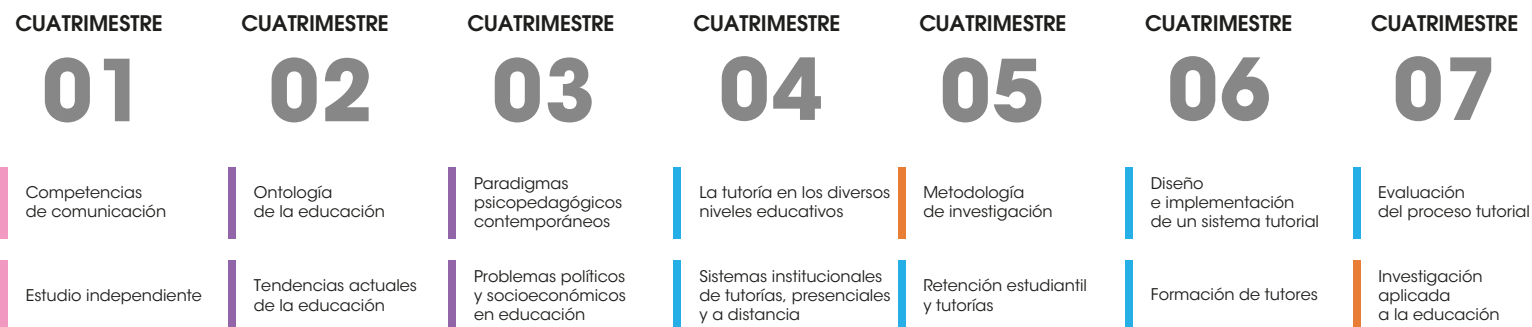 CUATRIMESTRE
01
Competencias
de comunicación
Estudio independiente
CUATRIMESTRE
02
Ontología
de la educación
Tendencias actuales
de la educación
CUATRIMESTRE
03
Paradigmas
psicopedagógicos
contemporáneos
Problemas políticos
y socioeconómicos
en educación
CUATRIMESTRE
04
La tutoría en los diversos
niveles educativos
Sistemas institucionales
de tutorías, presenciales
y a distancia
CUATRIMESTRE
05
Metodología
de investigación
Retención estudiantil
y tutorías
CUATRIMESTRE
06
Diseño
e implementación
de un sistema tutorial
Formación de tutores
CUATRIMESTRE
07
Evaluación
del proceso tutorial
Investigación
aplicada
a la educación